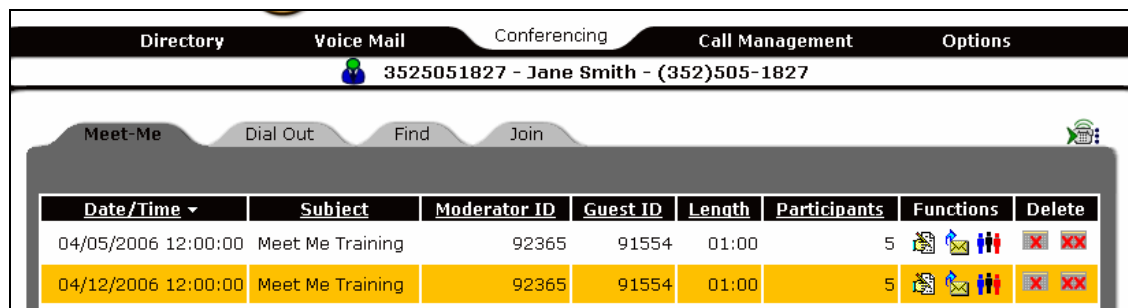 Directory Voice Mail Conferencing Call Management Options
3525051827 - Jane Smith - (352)505-1827
Meet-Me Dial Out Find Join
Date/Time Subject Moderator ID Guest ID Length Participants Functions Delete
04/05/2006 12:00:00 Meet Me Training 92365 91554 01:00 5
04/12/2006 12:00:00 Meet Me Training 92365 91554 01:00 5